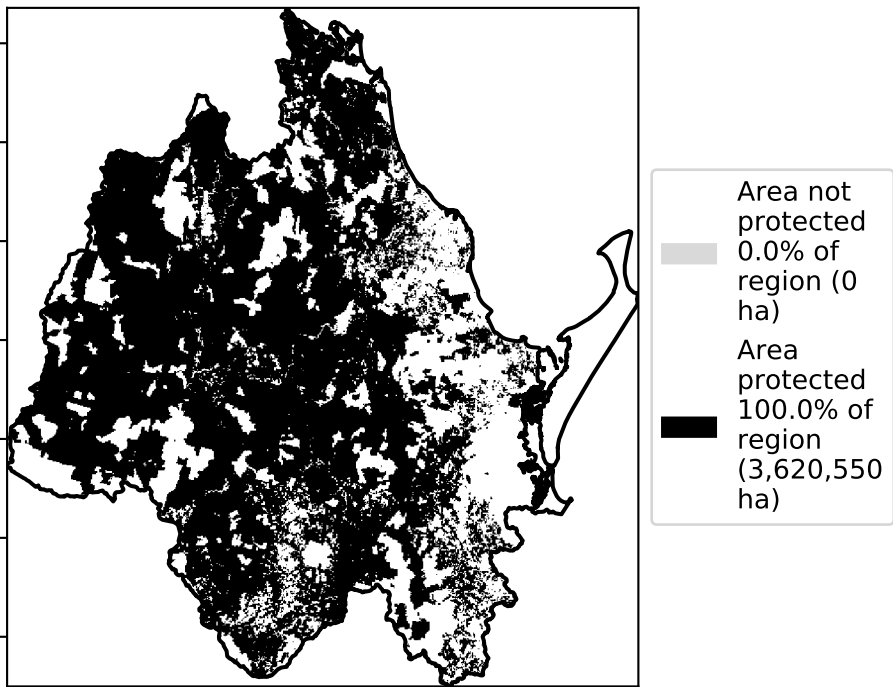 Area not
protected
0.0% of
region (0
ha)
Area
protected
100.0% of
region
(3,620,550
ha)